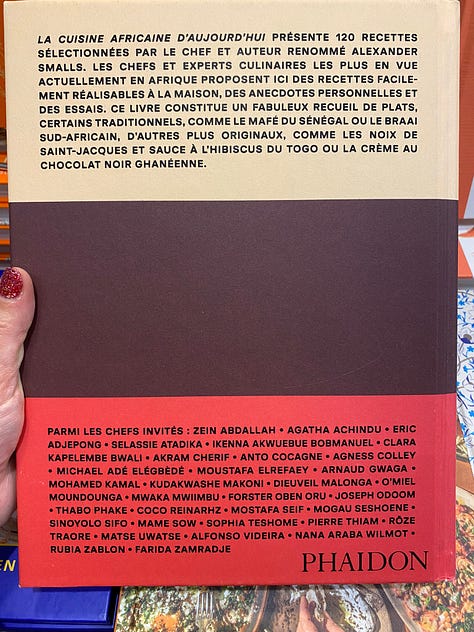 LA CUISINE AFRICAINE D'AUJOURD'HUI PRÉSENTE 120 RECETTES
SÉLECTIONNÉES PAR LE CHEF ET AUTEUR RENOMMÉ ALEXANDER
SMALLS. LES CHEFS ET EXPERTS CULINAIRES LES PLUS EN VUE
ACTUELLEMENT EN AFRIQUE PROPOSENT ICI DES RECETTES FACILE-
MENT RÉALISABLES À LA MAISON, DES ANECDOTES PERSONNELLES ET
DES ESSAIS. CE LIVRE CONSTITUE UN FABULEUX RECUEIL DE PLATS,
CERTAINS TRADITIONNELS, COMME LE MAFÉ DU SÉNÉGAL OU LE BRAAI
SUD-AFRICAIN, D'AUTRES PLUS ORIGINAUX, COMME LES NOIX DE
SAINT-JACQUES ET SAUCE À L'HIBISCUS DU TOGO OU LA CRÈME AU
CHOCOLAT NOIR GHANÉENNE.
PARMI LES CHEFS INVITÉS : ZEIN ABDALLAH • AGATHA ACHINDU • ERIC
ADJEPONG • SELASSIE ATADIKA • IKENNA AKWUEBUE BOBMANUEL • CLARA
KAPELEMBE BWALI • AKRAM CHERIF • ANTO COCAGNE • AGNESS COLLEY
• MICHAEL ADÉ ELÉGBÈDÉ • MOUSTAFA ELREFAEY • ARNAUD GWAGA •
MOHAMED KAMAL • KUDAKWASHE MAKONI • DIEUVEIL MALONGA • O'MIEL
MOUNDOUNGA • MWAKA MWIIMBU • FORSTER OBEN ORU • JOSEPH ODOOM
• THABO PHAKE • COCO REINARHZ • MOSTAFA SEIF • MOGAU SESHOENE •
SINOYOLO SIFO • MAME SOW • SOPHIA TESHOME • PIERRE THIAM • RŌZE
TRAORE • MATSE UWATSE • ALFONSO VIDEIRA • NANA ARABA WILMOT •
RUBIA ZABLON • FARIDA ZAMRADJE
PHAIDON
EN